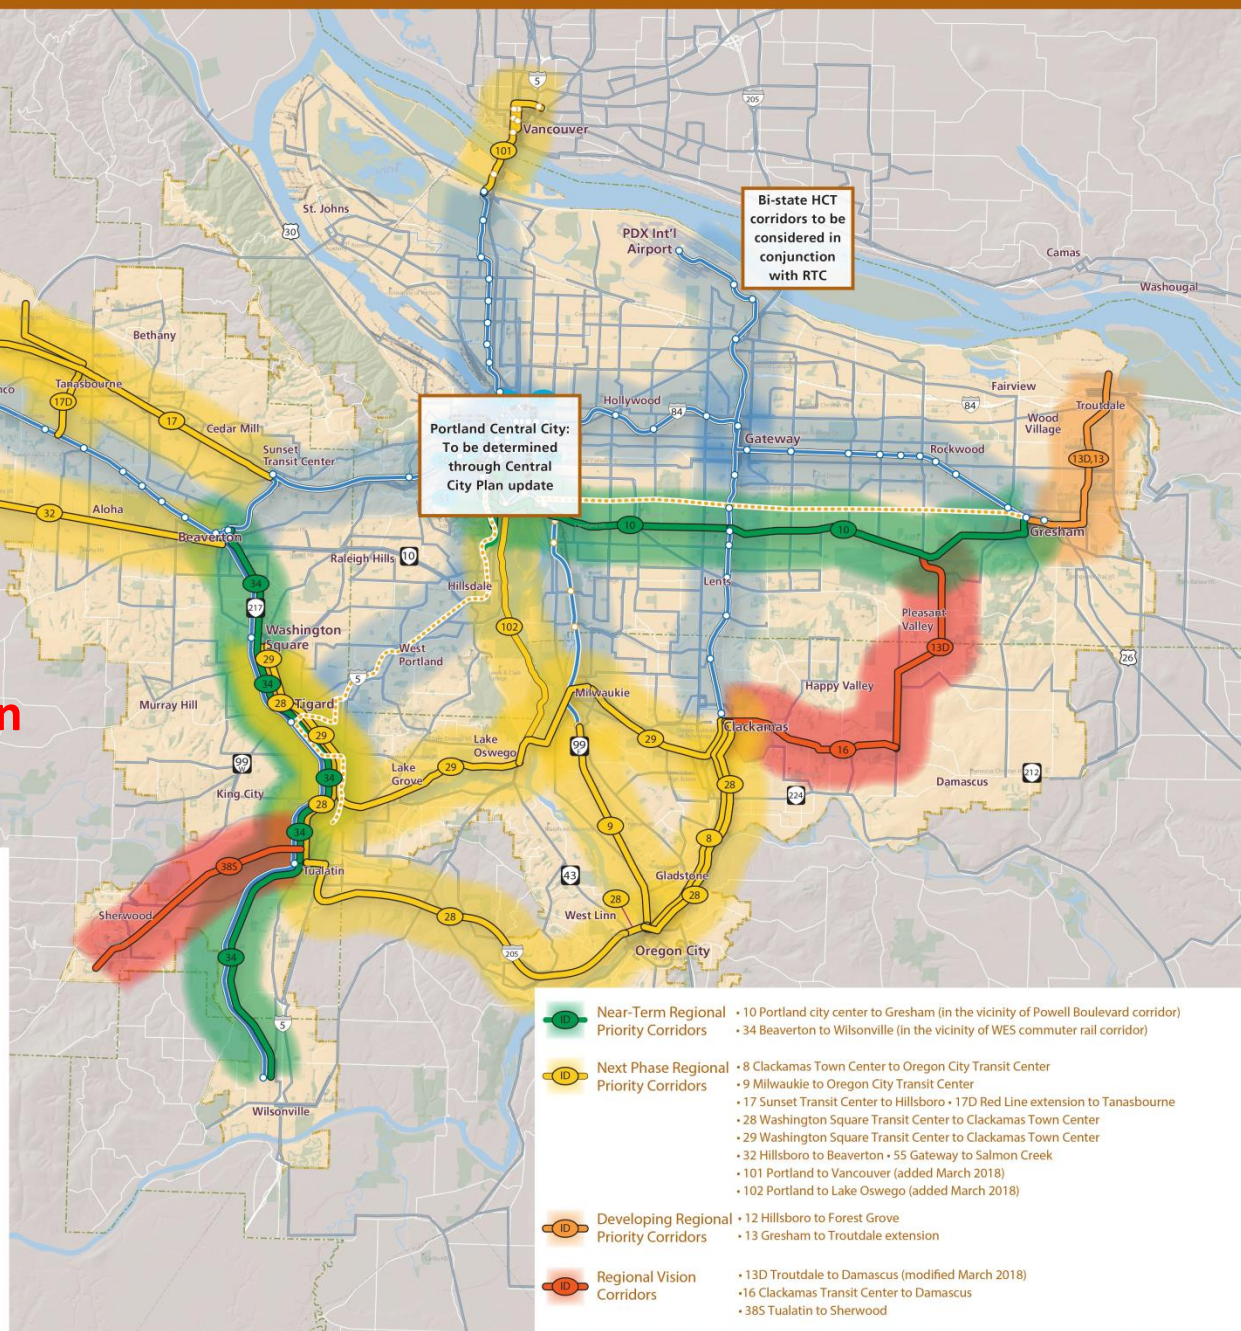 5
205
Vancouver
101
St. Johns
30
PDX Int'l
Airport
Bi-state HCT
corridors to be
considered in
conjunction
with RTC
Camas
Washougal
Bethany
Tanasbourne
17D
17
Cedar Mill
Sunset
Transit Center
Hollywood
84
Portland Central City:
To be determined
through Central
City Plan update
Gateway
Rockwood
84
Fairview
Wood
Village
Troutdale
13D,13
32
Aloha
Beaverton
Raleigh Hills
10
10
10
Gresham
34
217
Hillsdale
Lents
Pleasant
Valley
13D
26
102
Washington
Square
29
34
28
Tigard
29
West
Portland
5
Happy Valley
Murray Hill
n
Milwaukie
Clackamas
16
99
W
King City
Lake
Oswego
Lake
Grove
29
99
E
29
34
28
28
Damascus
212
224
34
9
8
38S
Tualatin
43
Gladstone
28
28
28
West Linn
Sherwood
205
Oregon City
34
5
Wilsonville
ID Near-Term Regional
Priority Corridors
• 10 Portland city center to Gresham (in the vicinity of Powell Boulevard corridor)
• 34 Beaverton to Wilsonville (in the vicinity of WES commuter rail corridor)
ID Next Phase Regional
Priority Corridors
• 8 Clackamas Town Center to Oregon City Transit Center
• 9 Milwaukie to Oregon City Transit Center
• 17 Sunset Transit Center to Hillsboro • 17D Red Line extension to Tanasbourne
• 28 Washington Square Transit Center to Clackamas Town Center
• 29 Washington Square Transit Center to Clackamas Town Center
• 32 Hillsboro to Beaverton • 55 Gateway to Salmon Creek
• 101 Portland to Vancouver (added March 2018)
• 102 Portland to Lake Oswego (added March 2018)
ID Developing Regional
Priority Corridors
• 12 Hillsboro to Forest Grove
• 13 Gresham to Troutdale extension
ID Regional Vision
Corridors
• 13D Troutdale to Damascus (modified March 2018)
•16 Clackamas Transit Center to Damascus
• 38S Tualatin to Sherwood